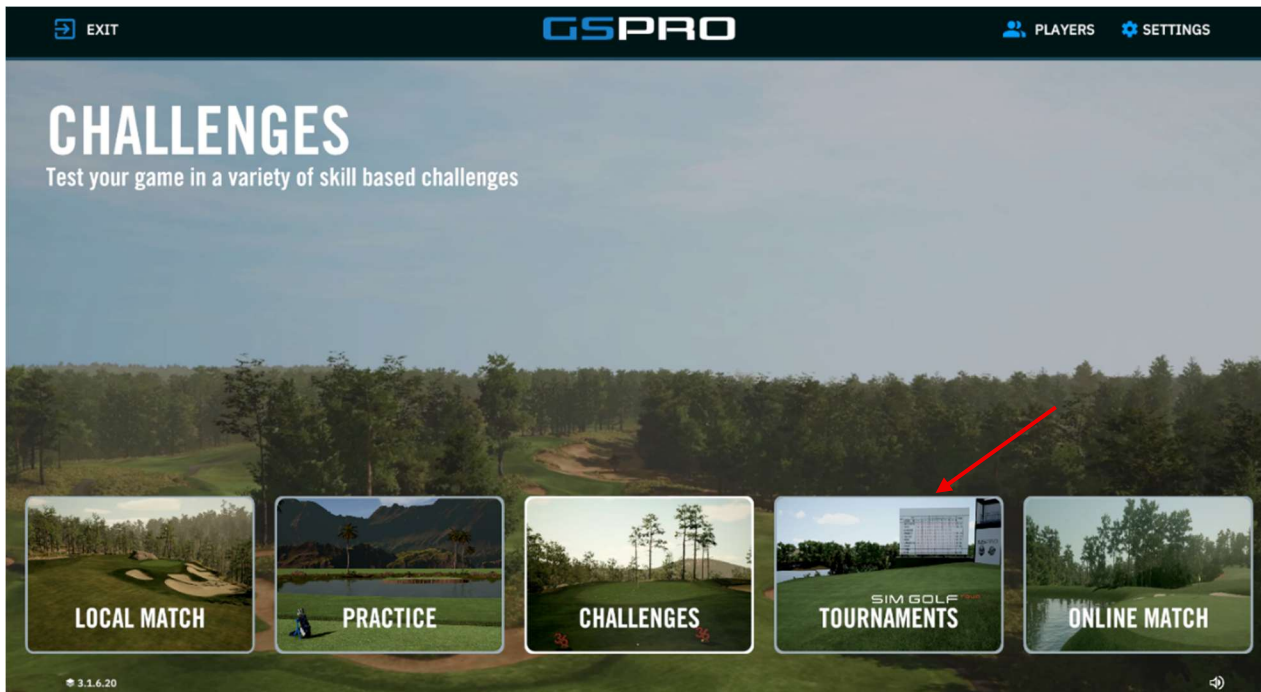 EXIT
GSPRO
PLAYERS
SETTINGS
CHALLENGES
Test your game in a variety of skill based challenges
LOCAL MATCH
PRACTICE
CHALLENGES
SIM GOLF
TOURNAMENTS
ONLINE MATCH
3.1.6.20